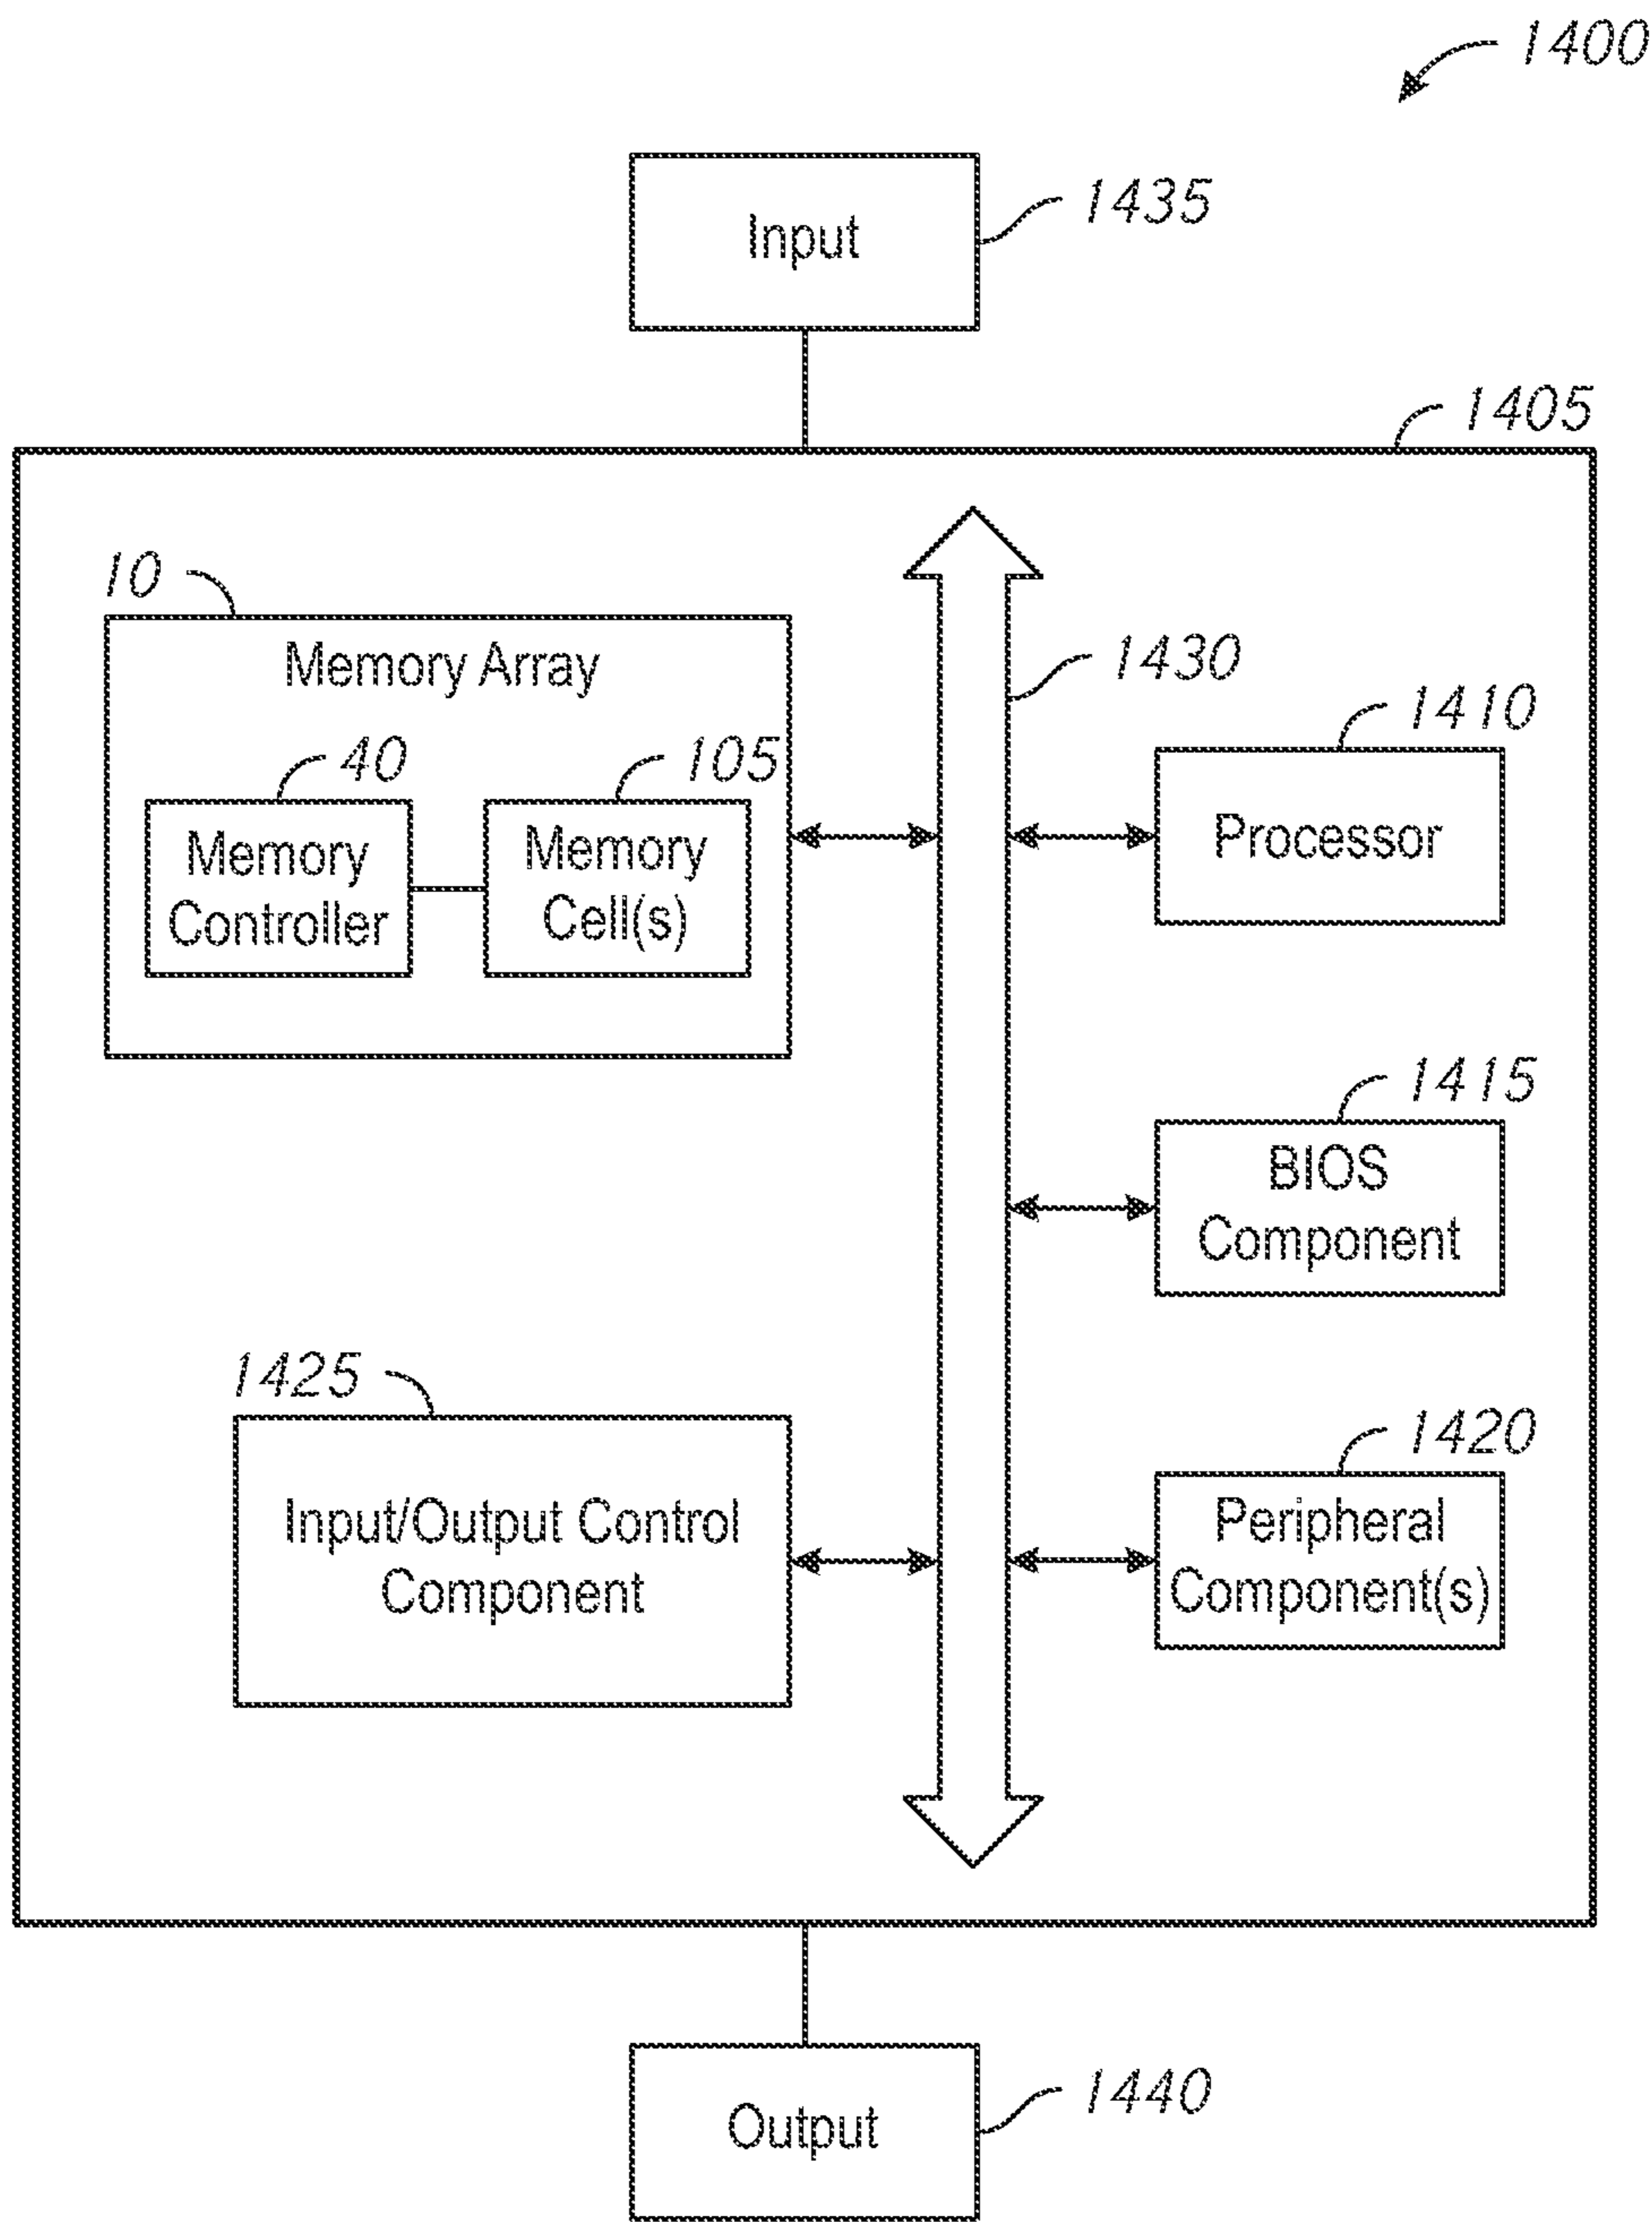 1400
Input
1435
1405
10
Memory Array
1430
1410
40
105
Memory
Controller
Memory
Cell(s)
Processor
1415
BIOS
Component
1425
Input/Output Control
Component
1420
Peripheral
Component(s)
Output
1440